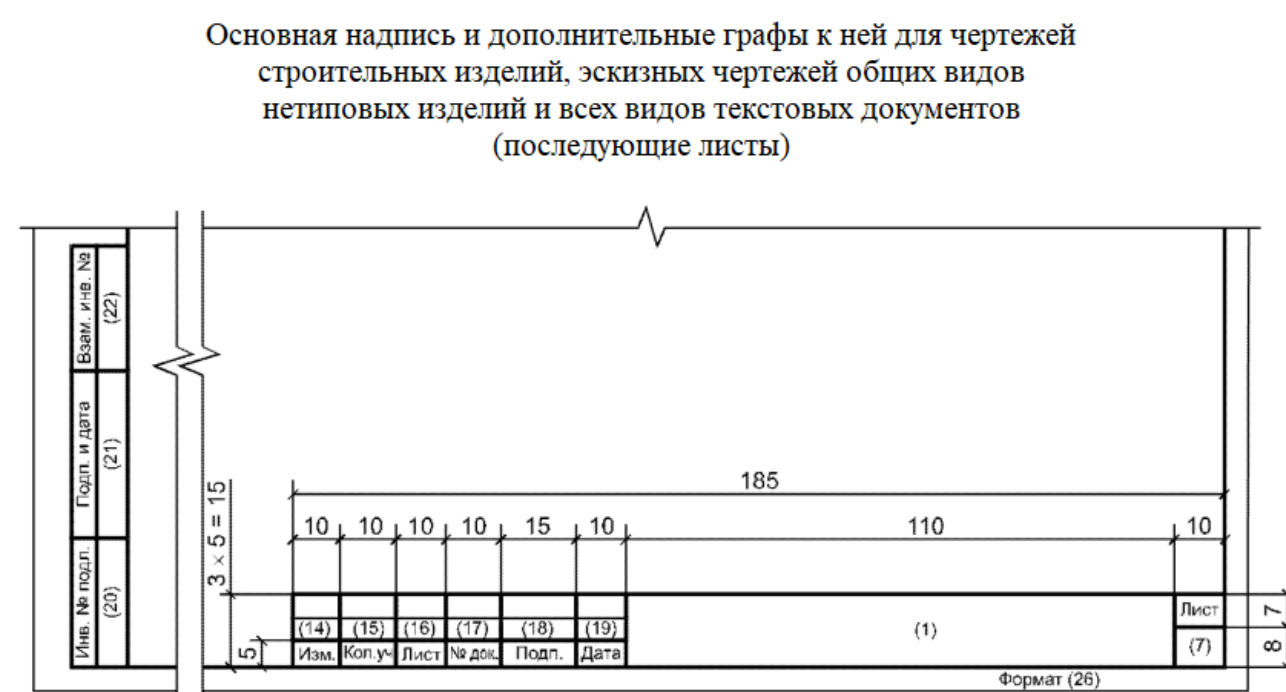 Основная надпись и дополнительные графы к ней для чертежей
строительных изделий, эскизных чертежей общих видов
нетиповых изделий и всех видов текстовых документов
(последующие листы)
Взам. инв. №
(22)
Подп. и дата
(21)
Инв. № подл.
(20)
185
3 × 5 = 15
10 10 10 10 15 10 110 10
5
(14) (15) (16) (17) (18) (19)
Изм. Кол.уч Лист № док. Подп. Дата
(1)
Лист
(7)
7
8
Формат (26)